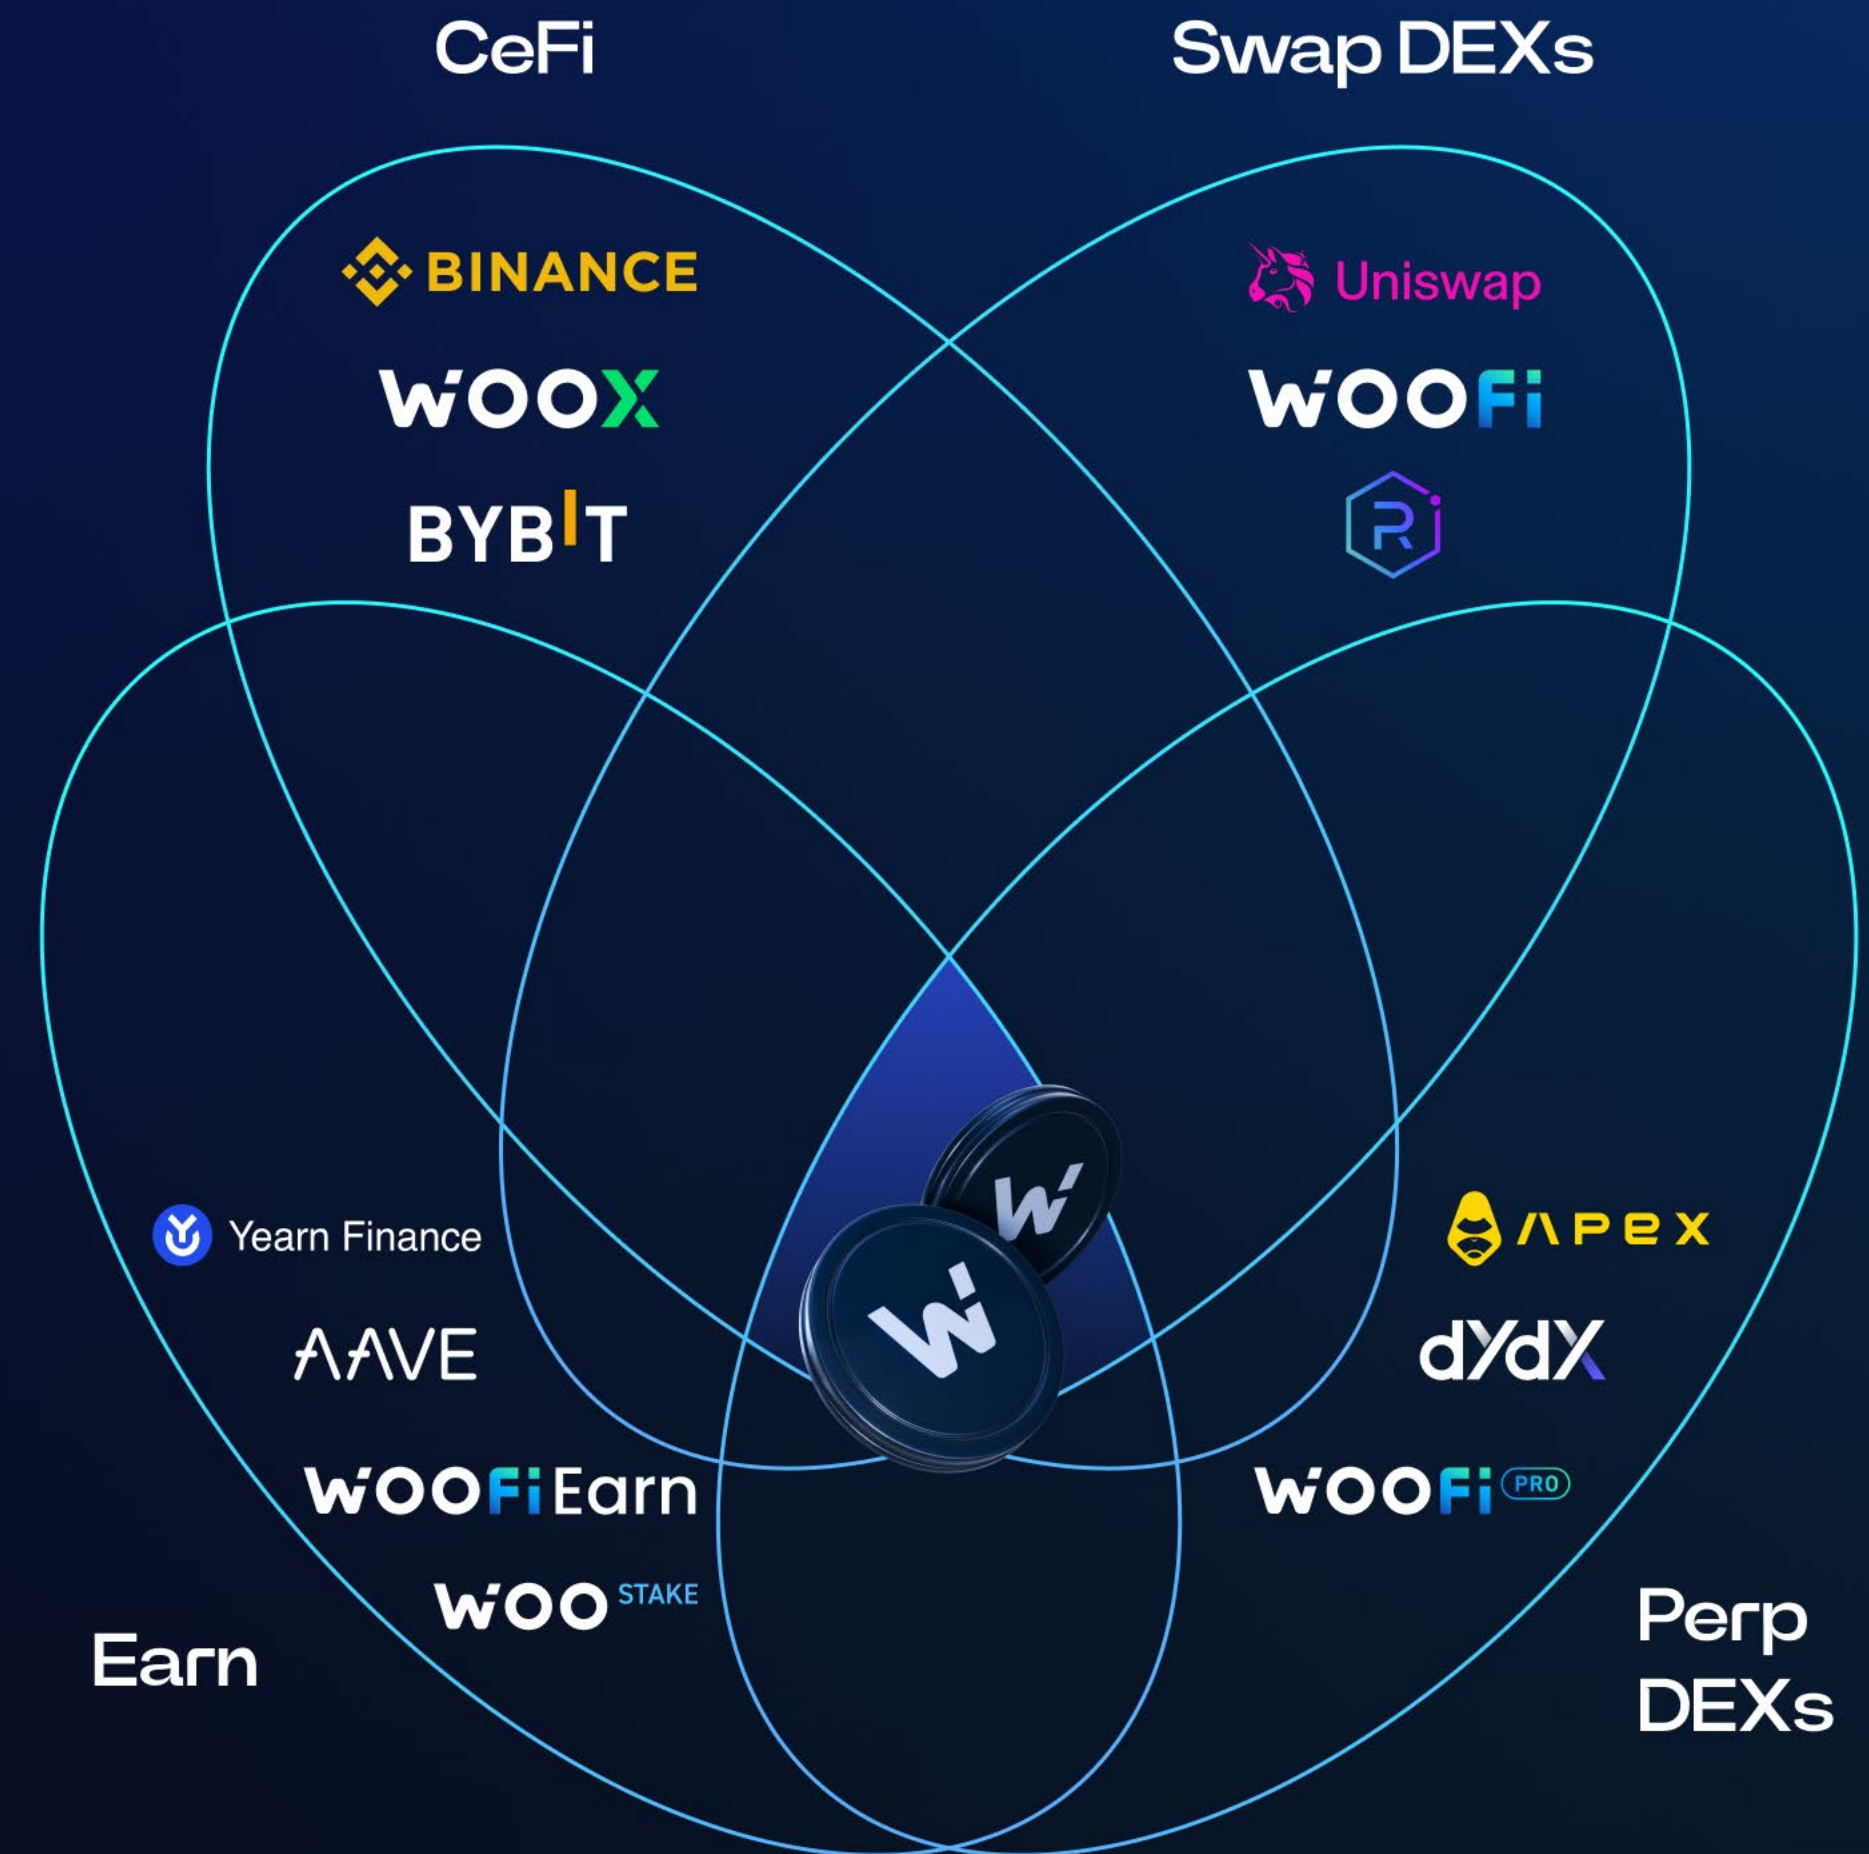 CeFi
Swap DEXs
BINANCE
WOOX
BYBIT
Uniswap
WOOFi
R
Yearn Finance
AAVE
WOOFi Earn
WOO STAKE
Earn
W
W
APEX
dYdX
WOOFi PRO
Perp
DEXs